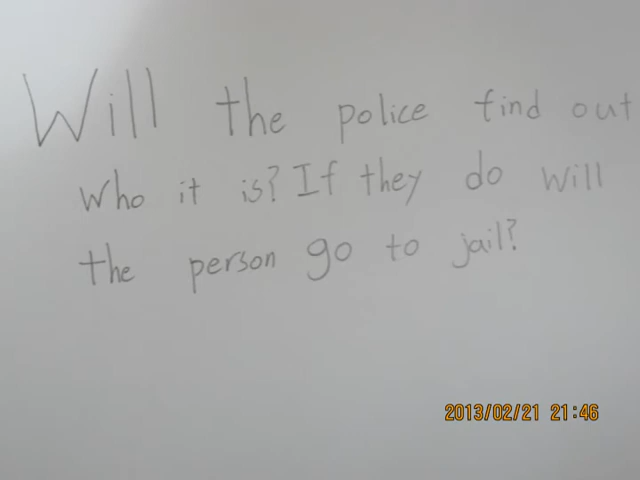 Will the police find out
who it is? If they do will
the person go to jail?
2013/02/21 21:46